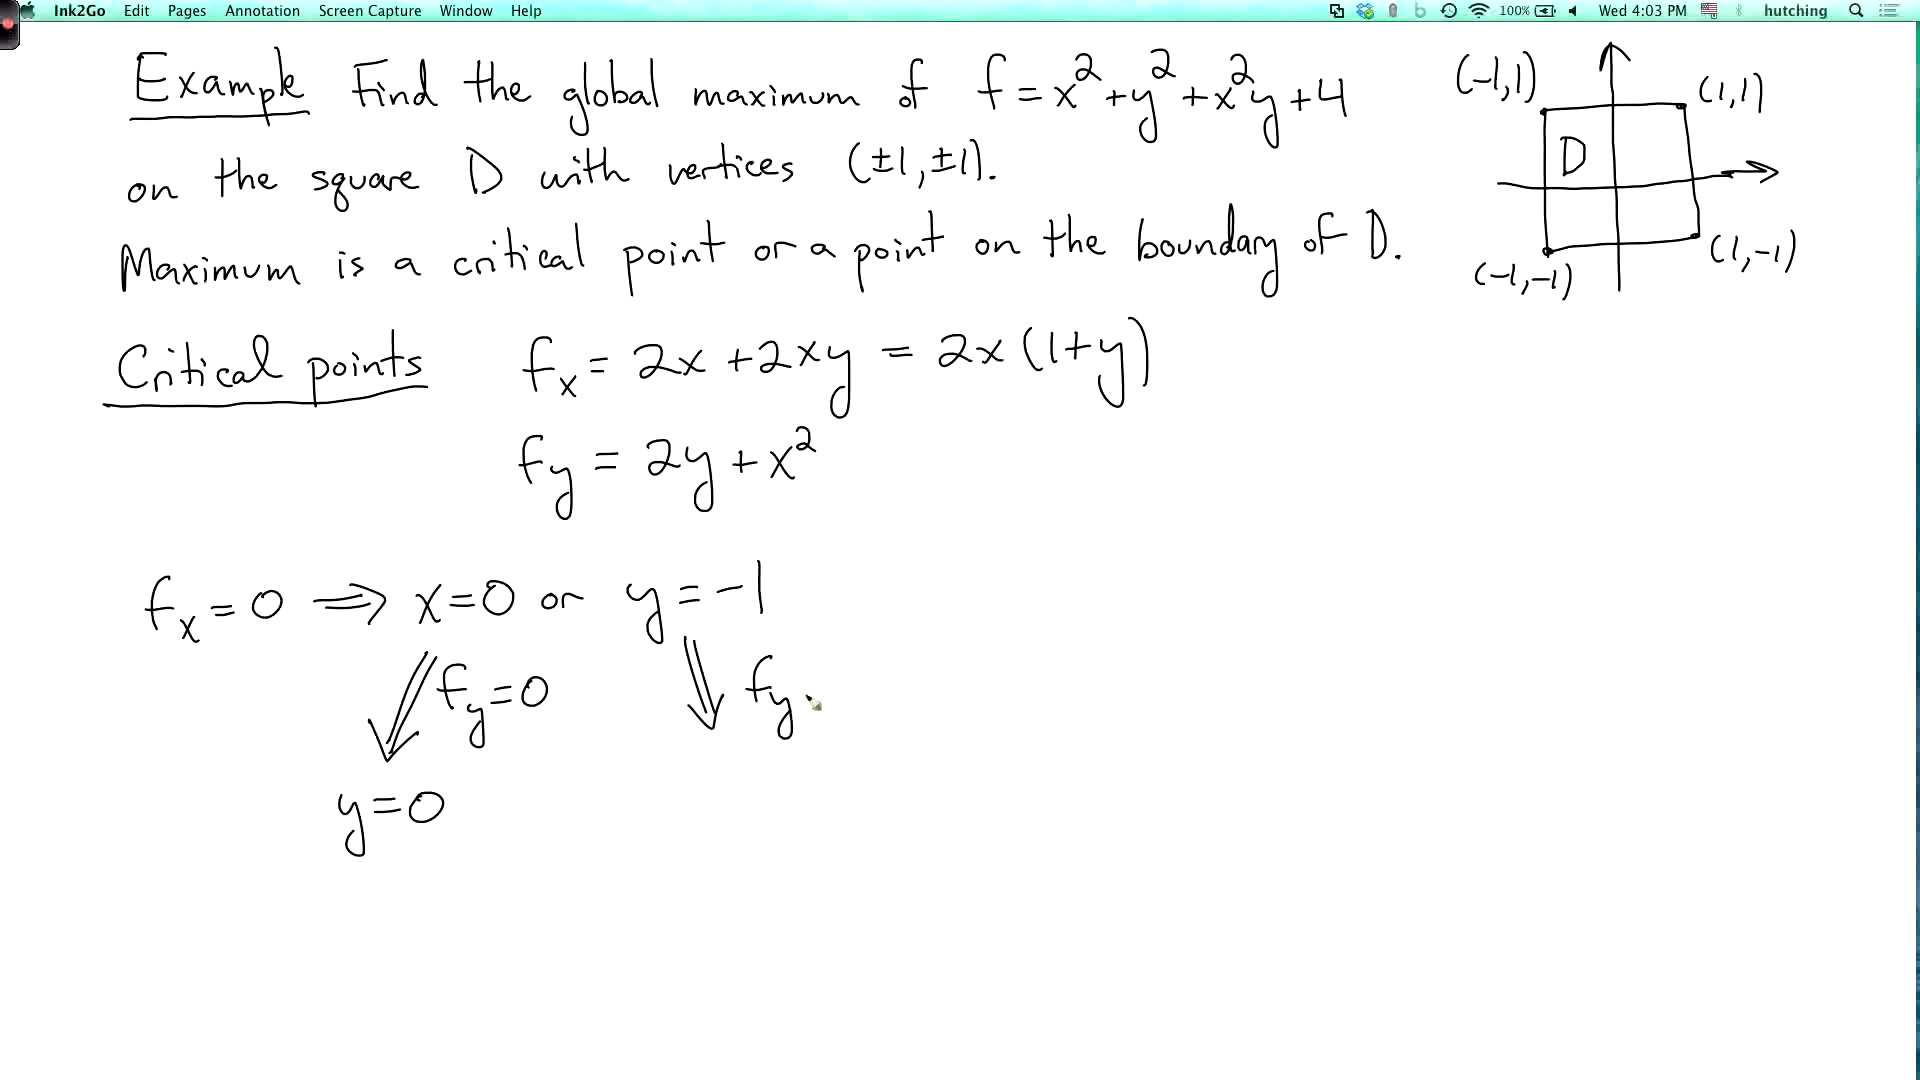 Ink2Go Edit Pages Annotation Screen Capture Window Help 100% Wed 4:03 PM hutching
Example Find the global maximum of f = x² + y² + x²y + 4
on the square D with vertices (±1, ±1).
Maximum is a critical point or a point on the boundary of D.
(-1,1) (1,1)
D
(-1,-1) (1,-1)
Critical points fₓ = 2x + 2xy = 2x(1+y)
f_y = 2y + x²
fₓ = 0 ⟹ x = 0 or y = -1
f_y = 0 f_y
y = 0